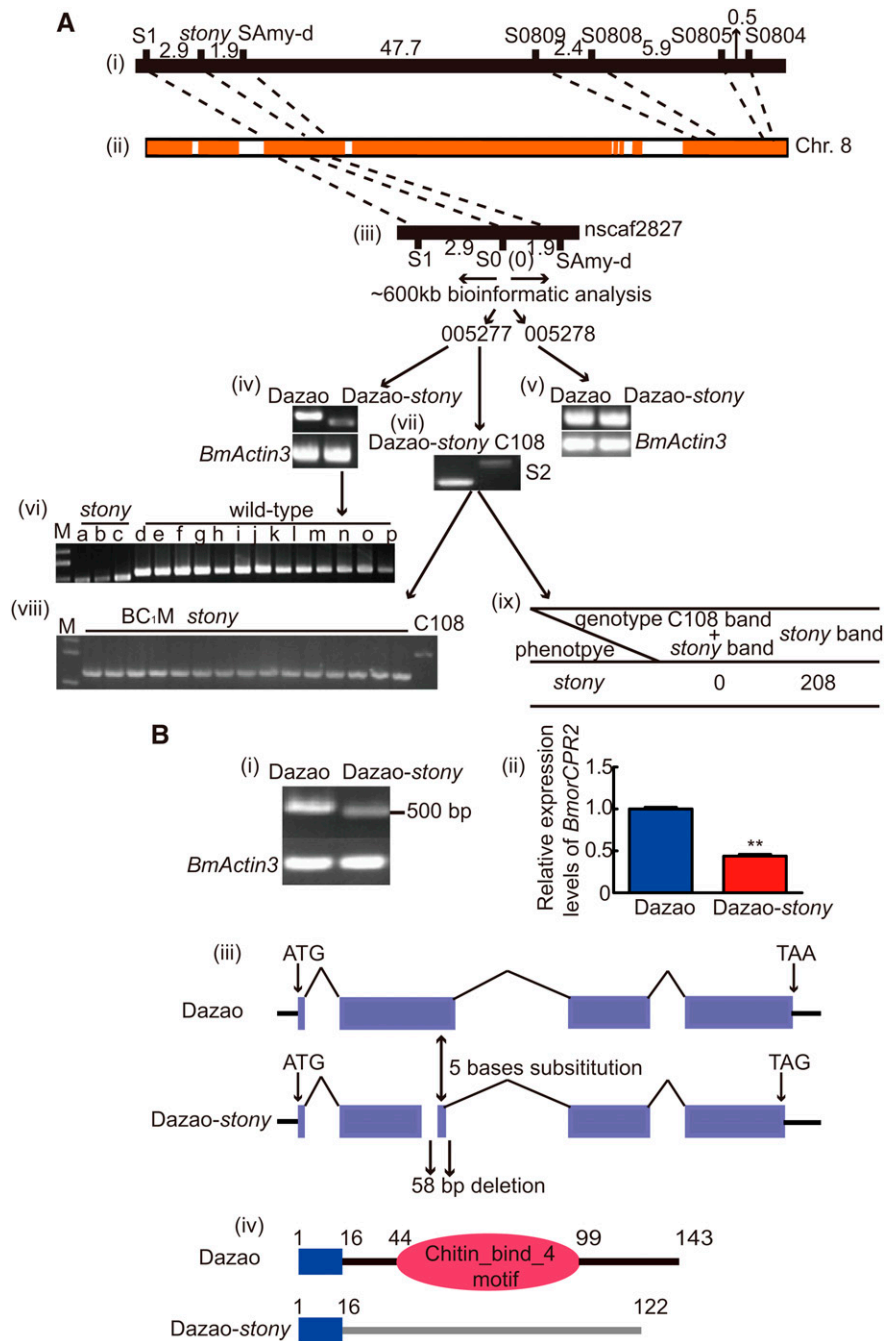 A
S1 stony SAmy-d S0809 S0808 S0805 0.5 S0804
2.9 1.9 47.7 2.4 5.9
(i)
(ii) Chr. 8
(iii) nscaf2827
2.9 1.9
S1 S0 (0) SAmy-d
~600kb bioinformatic analysis
005277 005278
(iv) Dazao Dazao-stony
BmActin3
(v) Dazao Dazao-stony
BmActin3
(vii)
Dazao-stony C108
S2
(vi) stony wild-type
M a b c d e f g h i j k l m n o p
(viii) BC1M stony
M C108
(ix)
genotype C108 band + stony band stony band
phenotpye
stony 0 208
B
(i) Dazao Dazao-stony
500 bp
BmActin3
(ii)
Relative expression levels of BmorCPR2
1.5
1.0
0.5
0
**
Dazao Dazao-stony
(iii) ATG TAA
Dazao
5 bases subsititution
ATG TAG
Dazao-stony
58 bp deletion
(iv)
1 16 44 99 143
Dazao
Chitin_bind_4
motif
1 16 122
Dazao-stony